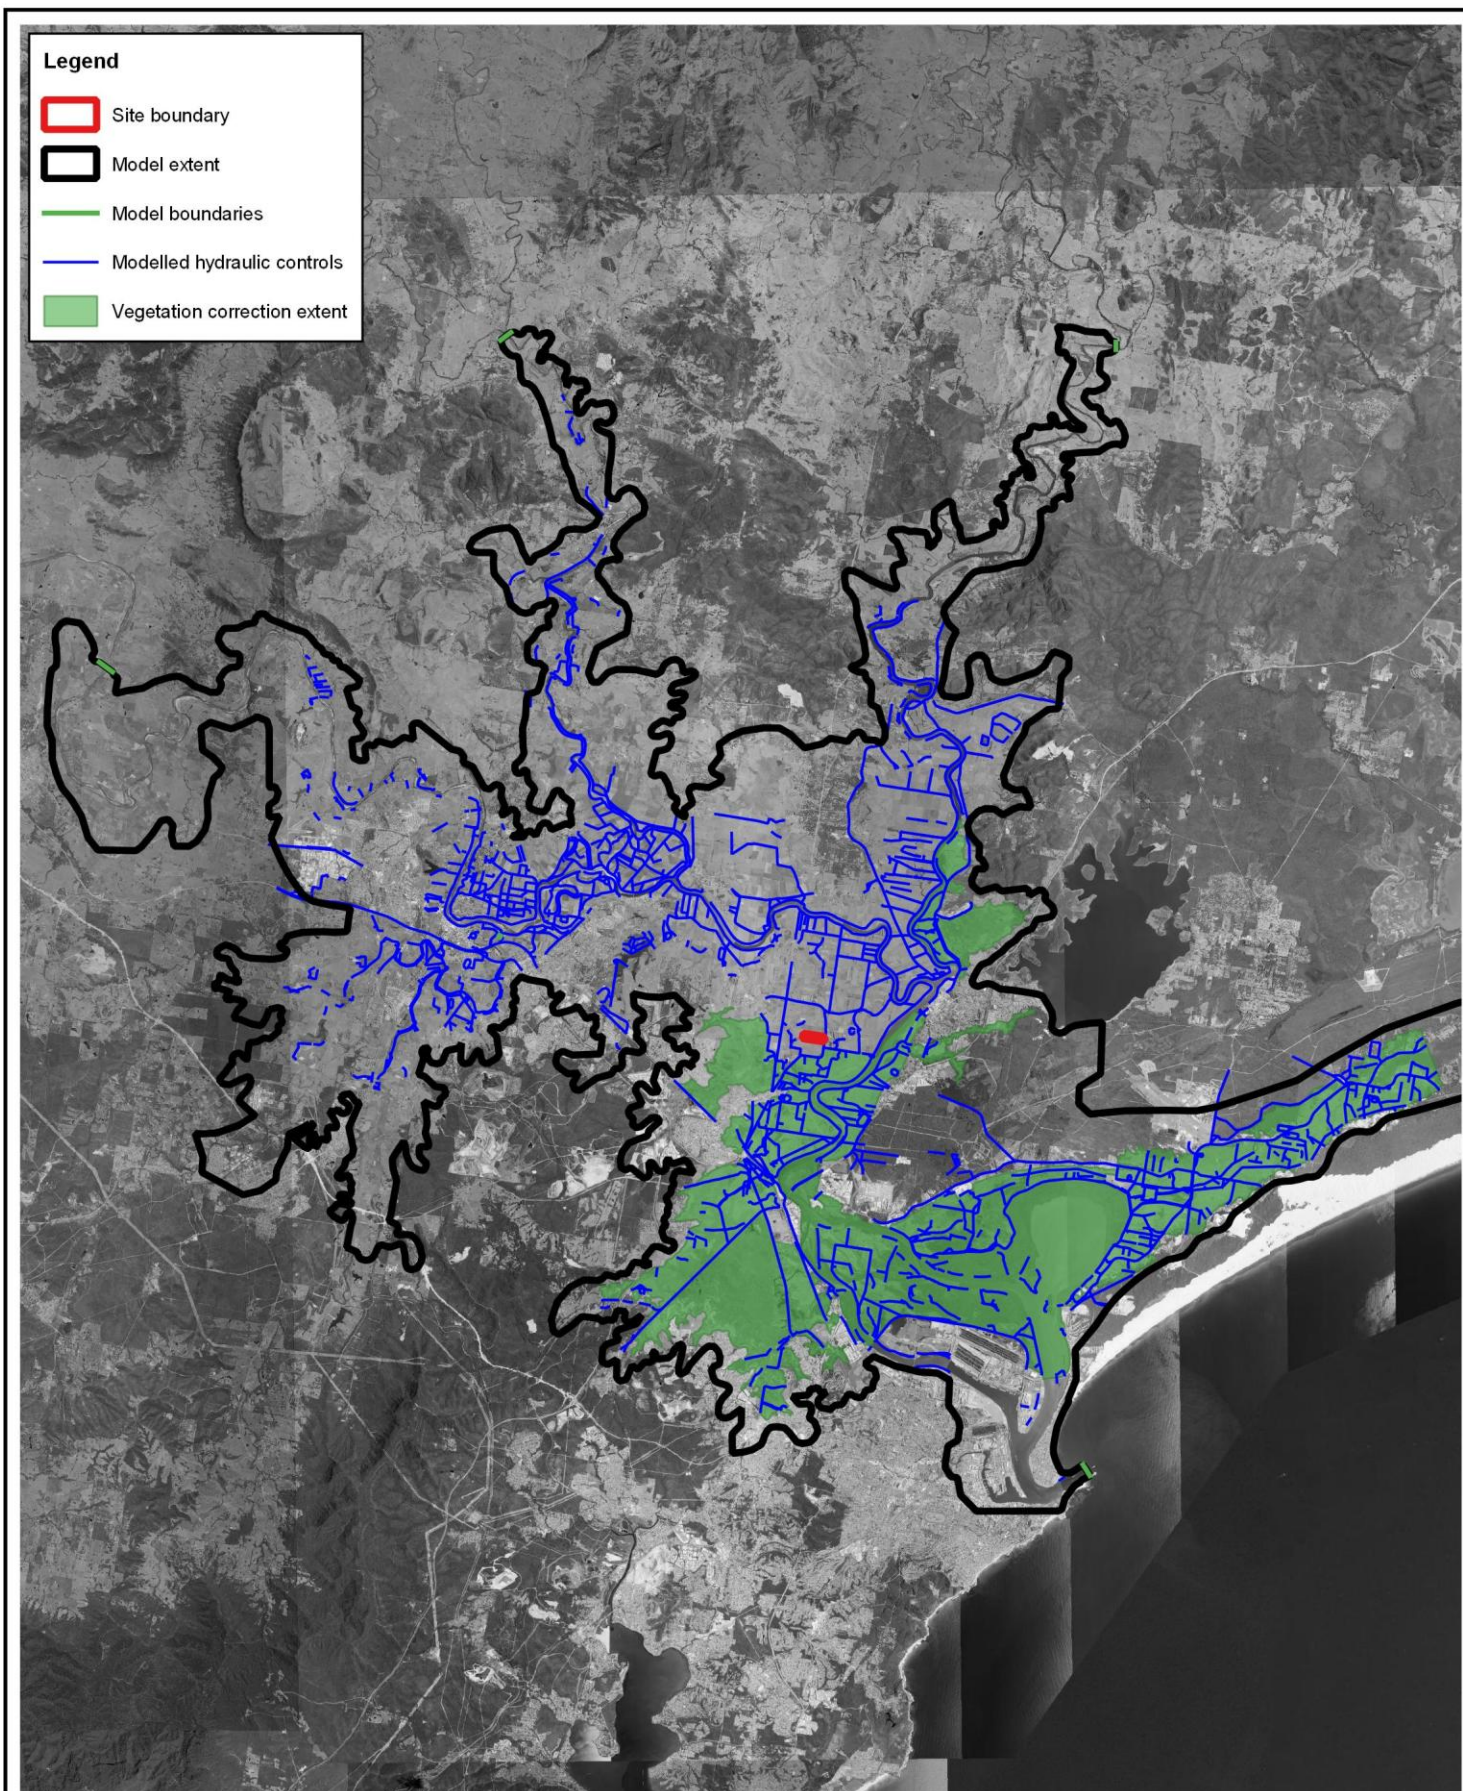 Legend
Site boundary
Model extent
Model boundaries
Modelled hydraulic controls
Vegetation correction extent